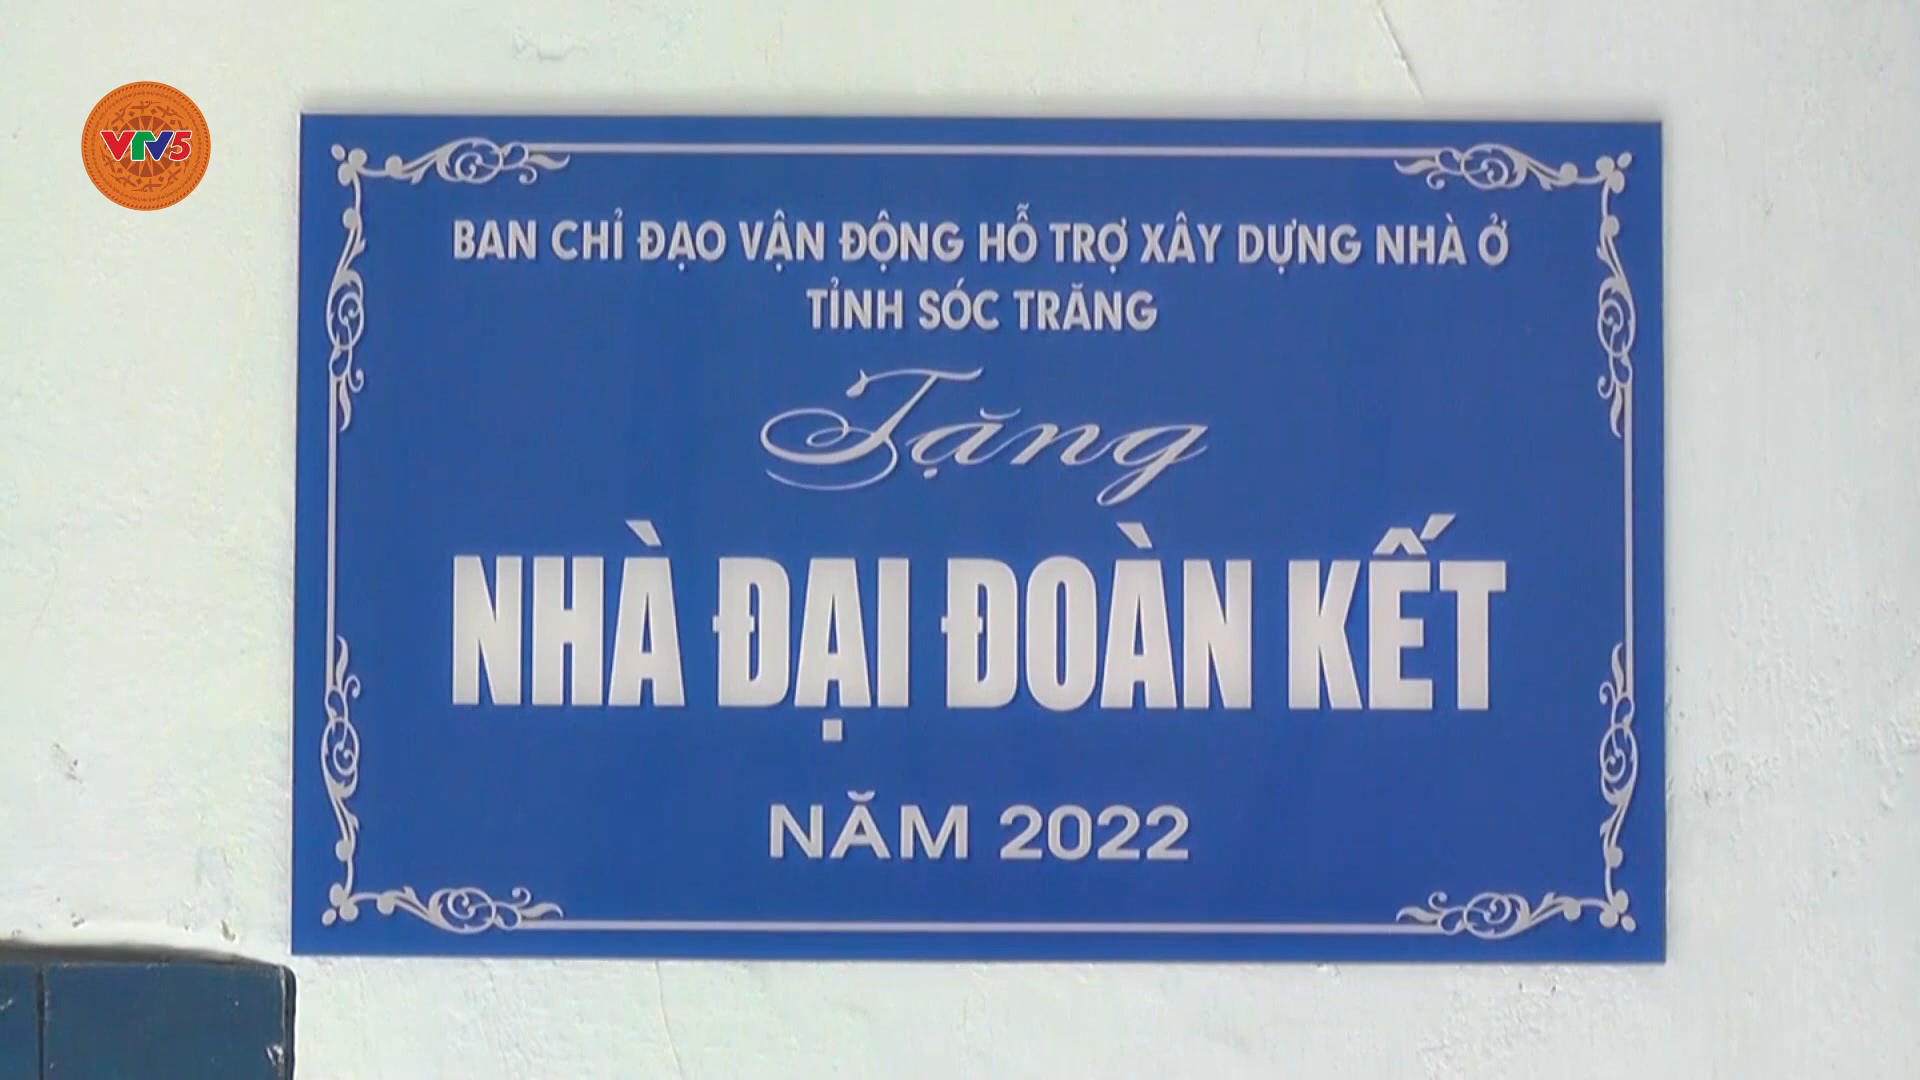 VTV5
BAN CHỈ ĐẠO VẬN ĐỘNG HỖ TRỢ XÂY DỰNG NHÀ Ở
TỈNH SÓC TRĂNG
Tặng
NHÀ ĐẠI ĐOÀN KẾT
NĂM 2022